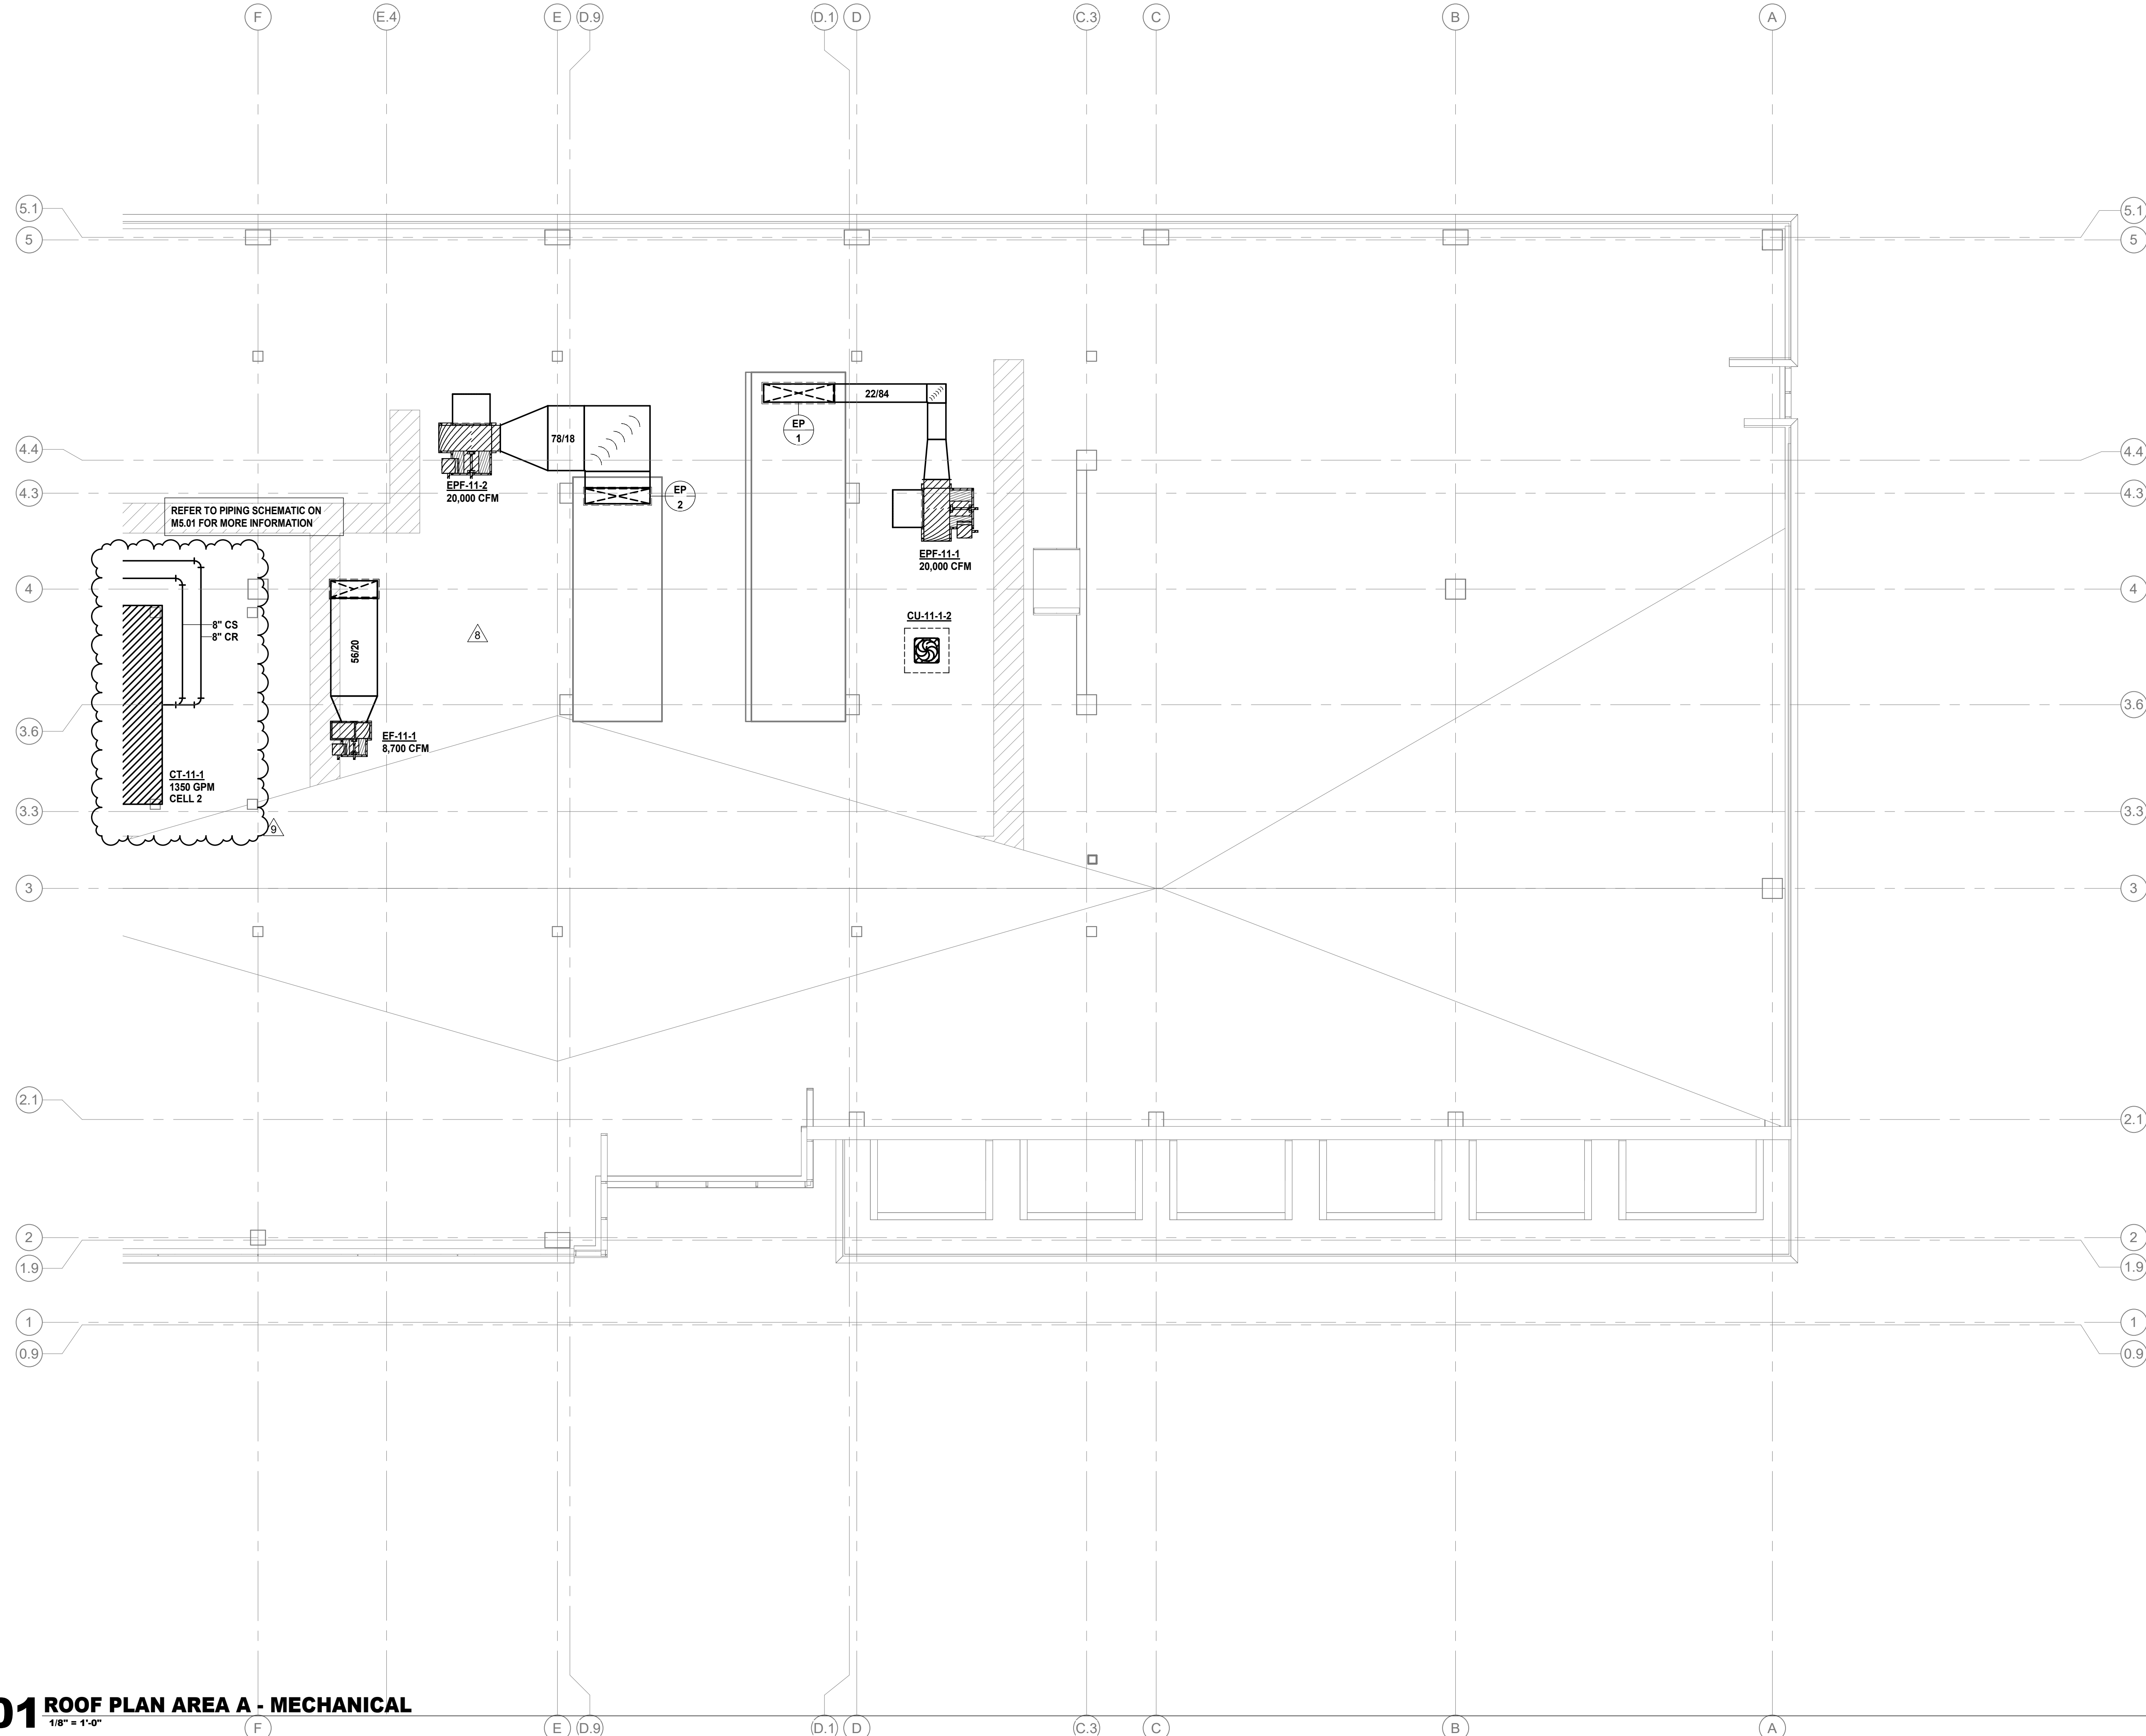 F
E.4
E
D.9
D.1
D
C.3
C
B
A
5.1
5
5.1
5
22/84
EP
1
78/18
4.4
4.4
4.3
4.3
EPF-11-2
20,000 CFM
EP
2
REFER TO PIPING SCHEMATIC ON
M5.01 FOR MORE INFORMATION
EPF-11-1
20,000 CFM
4
4
8" CS
8" CR
CU-11-1-2
8
56/20
3.6
3.6
EF-11-1
8,700 CFM
CT-11-1
1350 GPM
CELL 2
3.3
3.3
9
3
3
2.1
2.1
2
2
1.9
1.9
1
1
0.9
0.9
01 ROOF PLAN AREA A - MECHANICAL
1/8" = 1'-0"
F
E
D.9
D.1
D
C.3
C
B
A